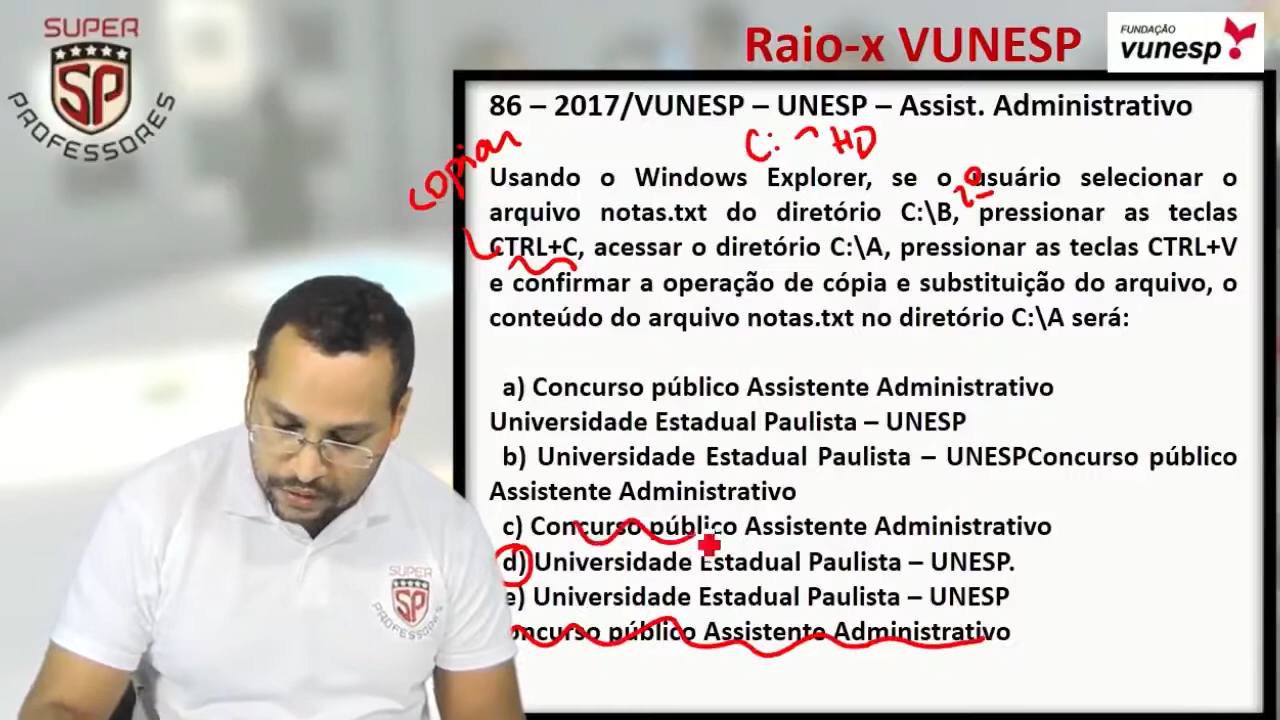 SUPER
SP
PROFESSORES
Raio-x VUNESP
FUNDAÇÃO
vunesp
86 – 2017/VUNESP – UNESP – Assist. Administrativo
C: HD
copiar
Usando o Windows Explorer, se o usuário selecionar o
arquivo notas.txt do diretório C:\B, pressionar as teclas
CTRL+C, acessar o diretório C:\A, pressionar as teclas CTRL+V
e confirmar a operação de cópia e substituição do arquivo, o
conteúdo do arquivo notas.txt no diretório C:\A será:
a) Concurso público Assistente Administrativo
Universidade Estadual Paulista – UNESP
b) Universidade Estadual Paulista – UNESPConcurso público
Assistente Administrativo
c) Concurso público Assistente Administrativo
d) Universidade Estadual Paulista – UNESP.
e) Universidade Estadual Paulista – UNESP
Concurso público Assistente Administrativo
SUPER
SP
PROFESSORES